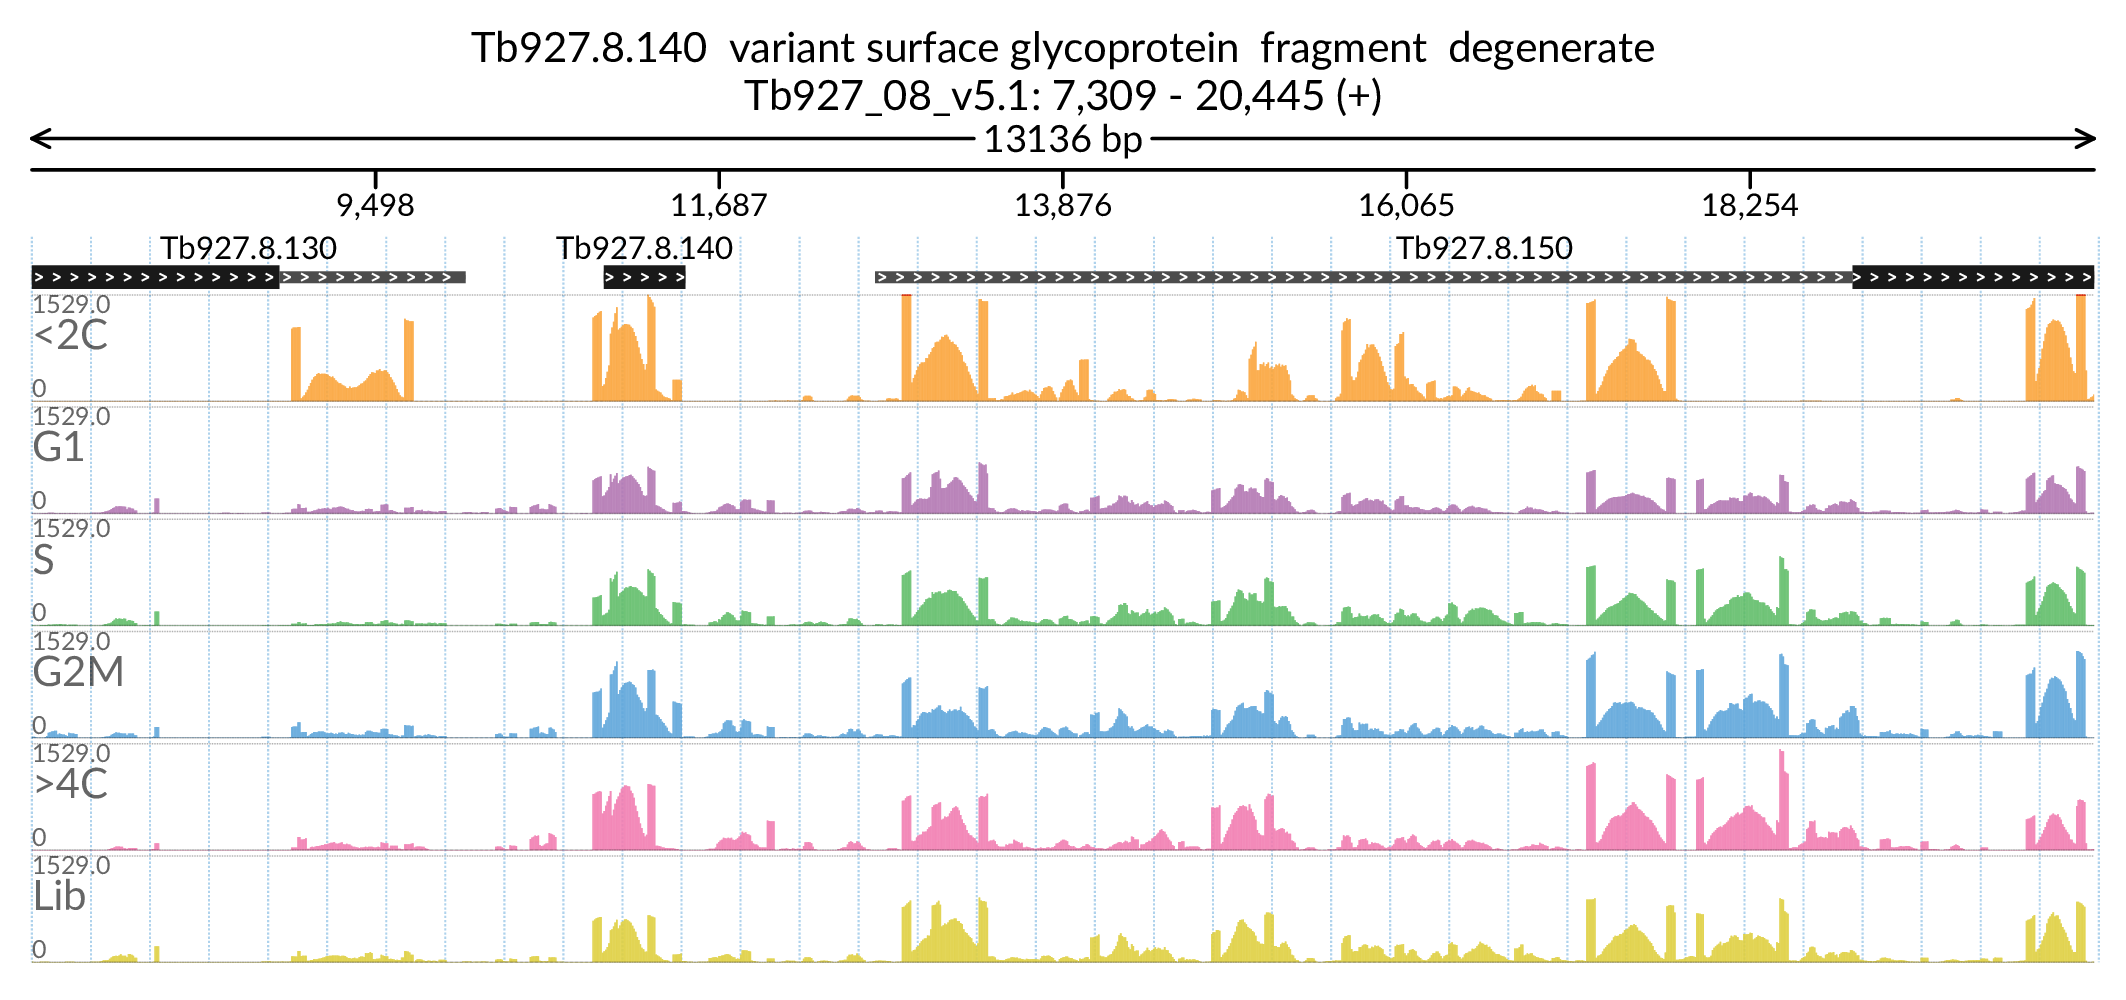 Tb927.8.140 variant surface glycoprotein fragment degenerate
Tb927_08_v5.1: 7,309 - 20,445 (+)
13136 bp
9,498 11,687 13,876 16,065 18,254
Tb927.8.130 Tb927.8.140 Tb927.8.150
1529.0
<2C
0
1529.0
G1
0
1529.0
S
0
1529.0
G2M
0
1529.0
>4C
0
1529.0
Lib
0